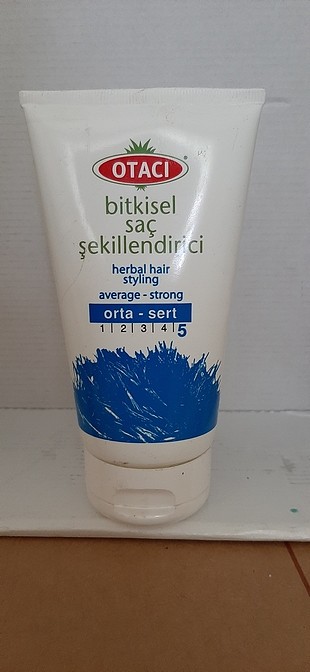 OTACI
bitkisel
saç
şekillendirici
herbal hair
styling
average - strong
orta - sert
1 | 2 | 3 | 4 | 5